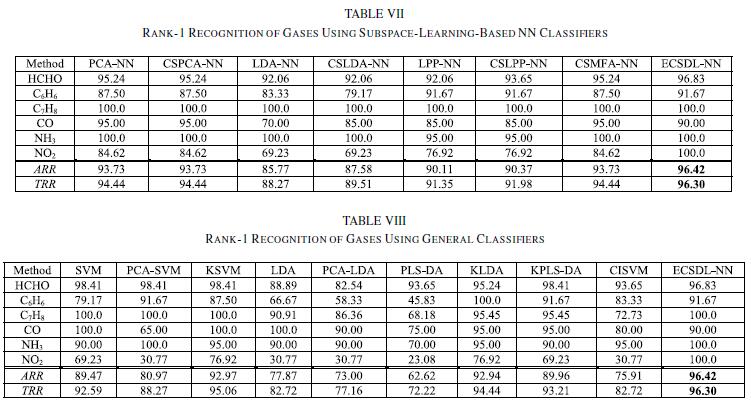 TABLE VII
RANK-1 RECOGNITION OF GASES USING SUBSPACE-LEARNING-BASED NN CLASSIFIERS
Method PCA-NN CSPCA-NN LDA-NN CSLDA-NN LPP-NN CSLPP-NN CSMFA-NN ECSDL-NN
HCHO 95.24 95.24 92.06 92.06 92.06 93.65 95.24 96.83
C6H6 87.50 87.50 83.33 79.17 91.67 91.67 87.50 91.67
C7H8 100.0 100.0 100.0 100.0 100.0 100.0 100.0 100.0
CO 95.00 95.00 70.00 85.00 85.00 85.00 95.00 90.00
NH3 100.0 100.0 100.0 100.0 95.00 95.00 100.0 100.0
NO2 84.62 84.62 69.23 69.23 76.92 76.92 84.62 100.0
ARR 93.73 93.73 85.77 87.58 90.11 90.37 93.73 96.42
TRR 94.44 94.44 88.27 89.51 91.35 91.98 94.44 96.30
TABLE VIII
RANK-1 RECOGNITION OF GASES USING GENERAL CLASSIFIERS
Method SVM PCA-SVM KSVM LDA PCA-LDA PLS-DA KLDA KPLS-DA CISVM ECSDL-NN
HCHO 98.41 98.41 98.41 88.89 82.54 93.65 95.24 98.41 93.65 96.83
C6H6 79.17 91.67 87.50 66.67 58.33 45.83 100.0 91.67 83.33 91.67
C7H8 100.0 100.0 100.0 90.91 86.36 68.18 95.45 95.45 72.73 100.0
CO 100.0 65.00 100.0 100.0 90.00 75.00 95.00 95.00 80.00 90.00
NH3 90.00 100.0 95.00 90.00 90.00 70.00 95.00 90.00 95.00 100.0
NO2 69.23 30.77 76.92 30.77 30.77 23.08 76.92 69.23 30.77 100.0
ARR 89.47 80.97 92.97 77.87 73.00 62.62 92.94 89.96 75.91 96.42
TRR 92.59 88.27 95.06 82.72 77.16 72.22 94.44 93.21 82.72 96.30